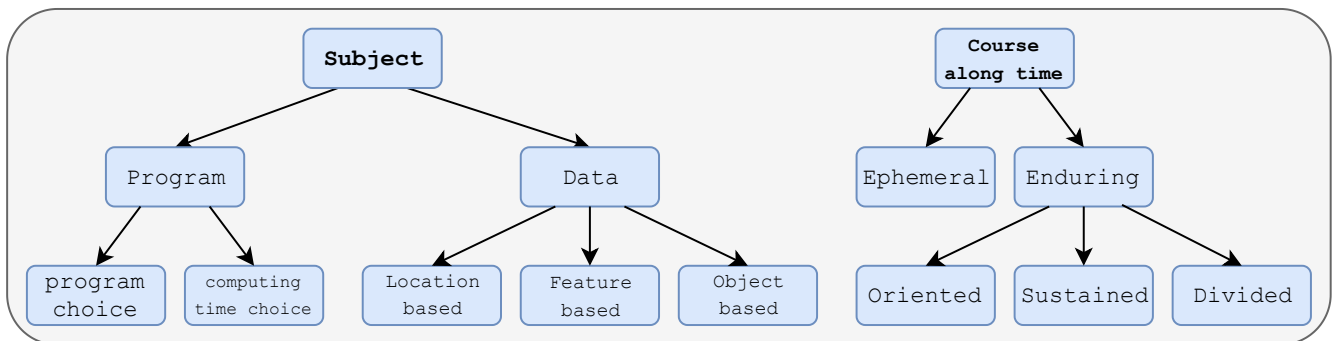 Subject
Course
along time
Program
Data
Ephemeral
Enduring
program
choice
computing
time choice
Location
based
Feature
based
Object
based
Oriented
Sustained
Divided